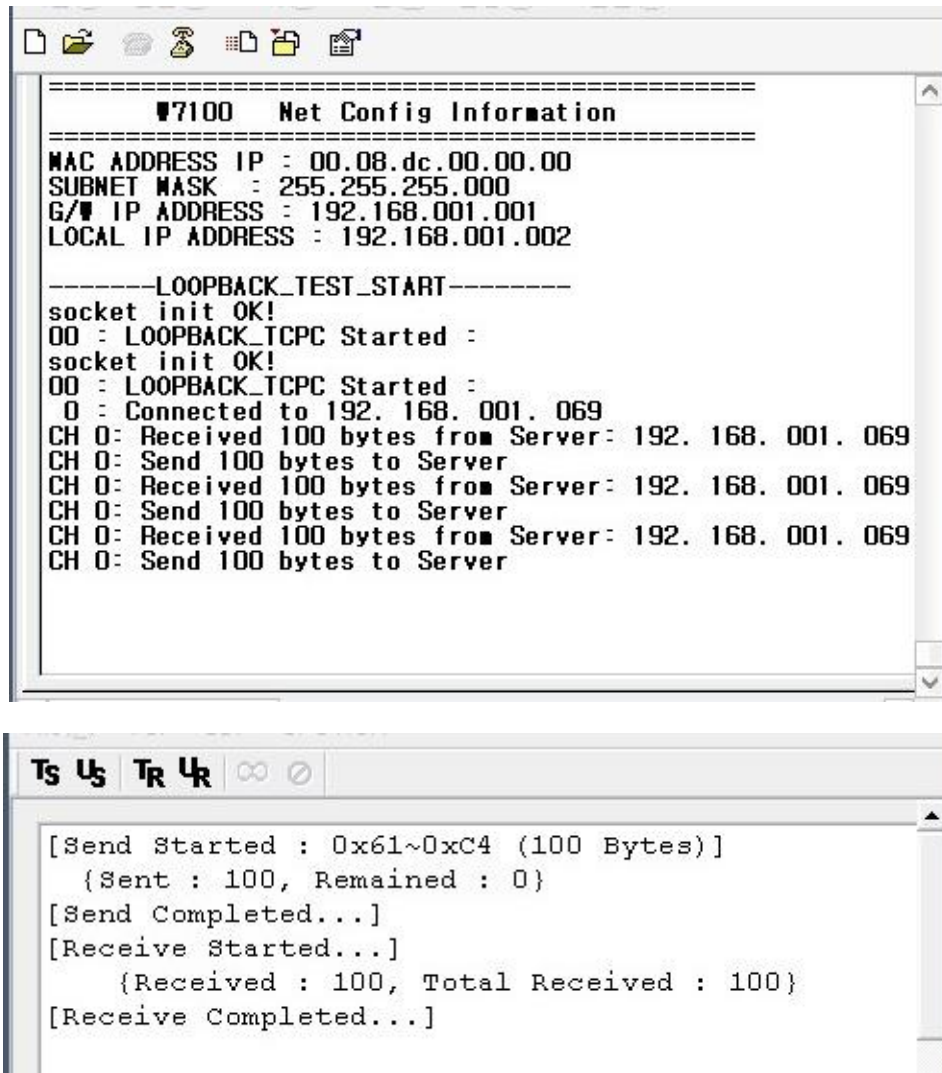 ==============================================
W7100 Net Config Information
==============================================
MAC ADDRESS IP : 00.08.dc.00.00.00
SUBNET MASK : 255.255.255.000
G/W IP ADDRESS : 192.168.001.001
LOCAL IP ADDRESS : 192.168.001.002
-------LOOPBACK_TEST_START--------
socket init OK!
00 : LOOPBACK_TCPC Started :
socket init OK!
00 : LOOPBACK_TCPC Started :
0 : Connected to 192. 168. 001. 069
CH 0: Received 100 bytes from Server: 192. 168. 001. 069
CH 0: Send 100 bytes to Server
CH 0: Received 100 bytes from Server: 192. 168. 001. 069
CH 0: Send 100 bytes to Server
CH 0: Received 100 bytes from Server: 192. 168. 001. 069
CH 0: Send 100 bytes to Server
TS US TR UR
[Send Started : 0x61~0xC4 (100 Bytes)]
{Sent : 100, Remained : 0}
[Send Completed...]
[Receive Started...]
{Received : 100, Total Received : 100}
[Receive Completed...]